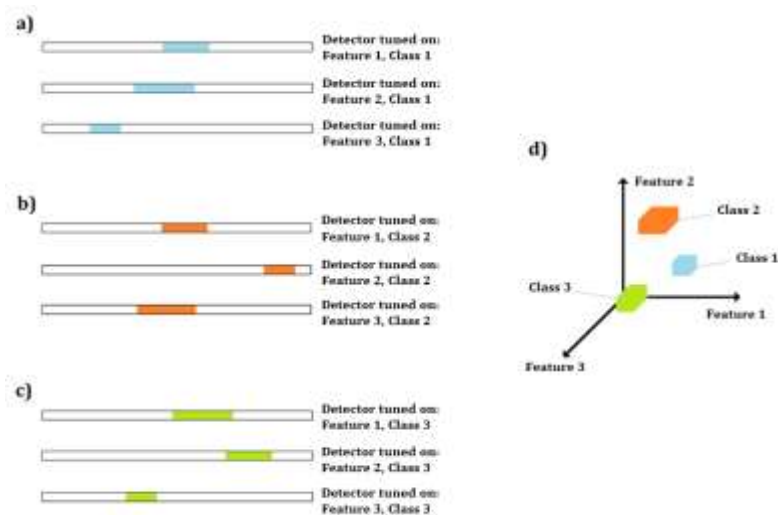 a)
Detector tuned on:
Feature 1, Class 1
Detector tuned on:
Feature 2, Class 1
Detector tuned on:
Feature 3, Class 1
b)
Detector tuned on:
Feature 1, Class 2
Detector tuned on:
Feature 2, Class 2
Detector tuned on:
Feature 3, Class 2
c)
Detector tuned on:
Feature 1, Class 3
Detector tuned on:
Feature 2, Class 3
Detector tuned on:
Feature 3, Class 3
d)
Feature 2
Class 2
Class 1
Class 3
Feature 1
Feature 3